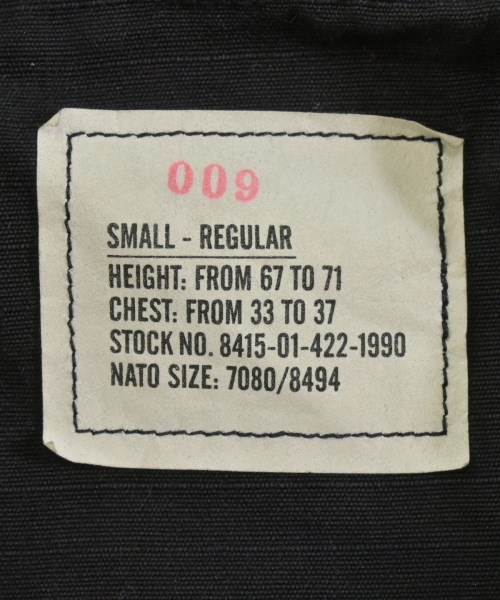 009
SMALL - REGULAR
HEIGHT: FROM 67 TO 71
CHEST: FROM 33 TO 37
STOCK NO. 8415-01-422-1990
NATO SIZE: 7080/8494